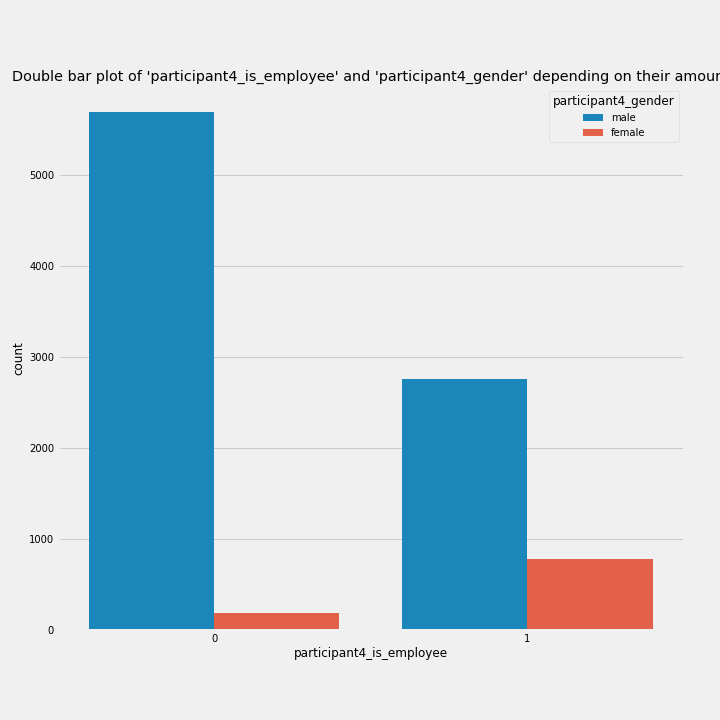 Double bar plot of 'participant4_is_employee' and 'participant4_gender' depending on their
participant4_gender
male
female
5000
4000
3000
2000
1000
0
count
0 1
participant4_is_employee